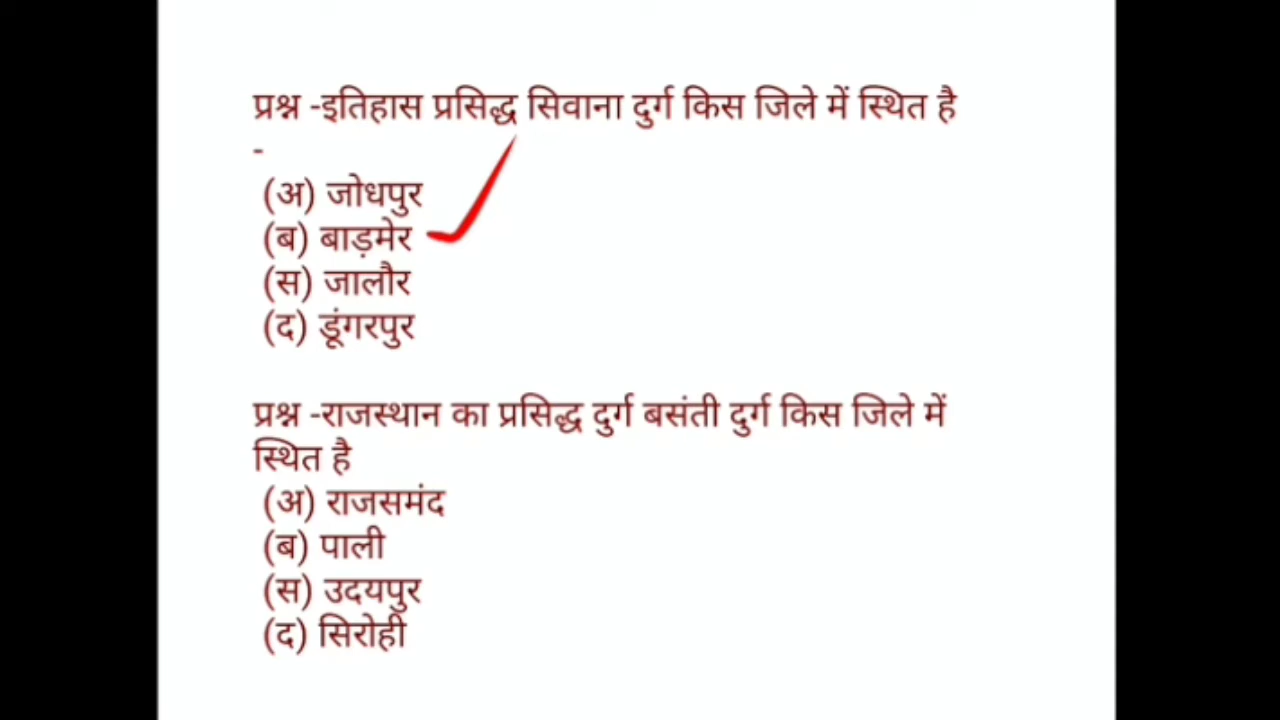 प्रश्न -इतिहास प्रसिद्ध सिवाना दुर्ग किस जिले में स्थित है
-
(अ) जोधपुर
(ब) बाड़मेर
(स) जालौर
(द) डूंगरपुर
प्रश्न -राजस्थान का प्रसिद्ध दुर्ग बसंती दुर्ग किस जिले में
स्थित है
(अ) राजसमंद
(ब) पाली
(स) उदयपुर
(द) सिरोही